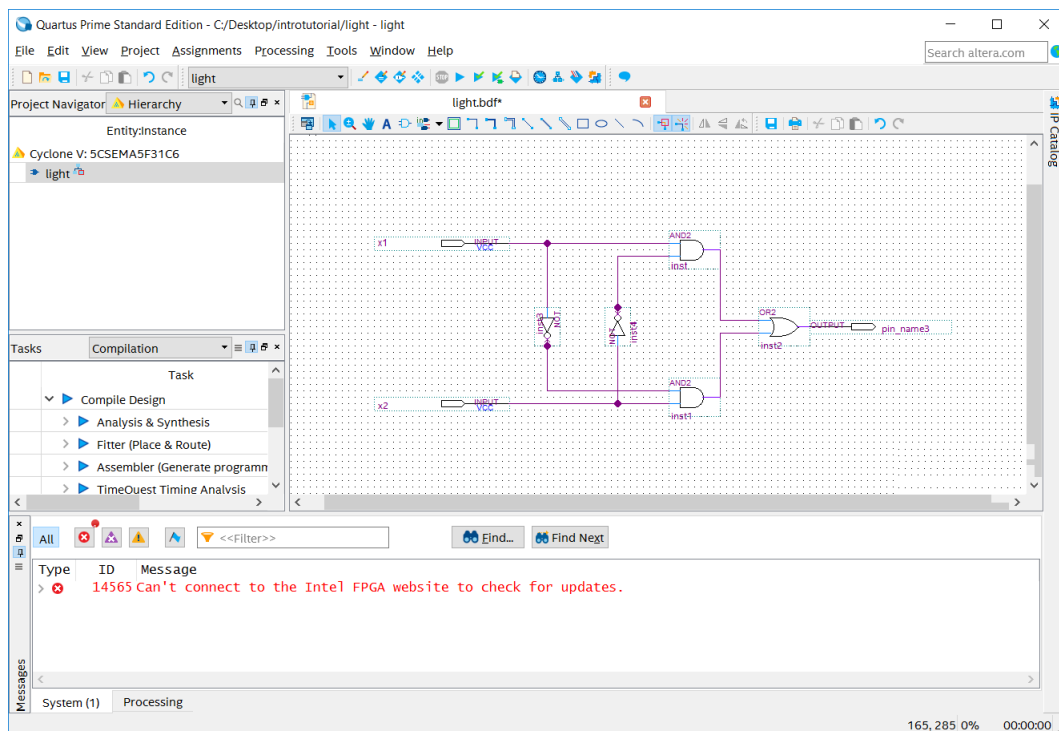 Quartus Prime Standard Edition - C:/Desktop/introtutorial/light - light
File Edit View Project Assignments Processing Tools Window Help
Search altera.com
light
Project Navigator Hierarchy
light.bdf*
IP Catalog
Entity:Instance
Cyclone V: 5CSEMA5F31C6
light
A
x1
INPUT
VCC
AND2
inst
inst3
NOT
NOT
inst4
OR2
inst2
OUTPUT
pin_name3
AND2
inst1
x2
INPUT
VCC
Tasks Compilation
Task
Compile Design
Analysis & Synthesis
Fitter (Place & Route)
Assembler (Generate programm
TimeQuest Timing Analysis
All <<Filter>> Find... Find Next
Type ID Message
14565 Can't connect to the Intel FPGA website to check for updates.
Messages
System (1) Processing
165, 285 0% 00:00:00